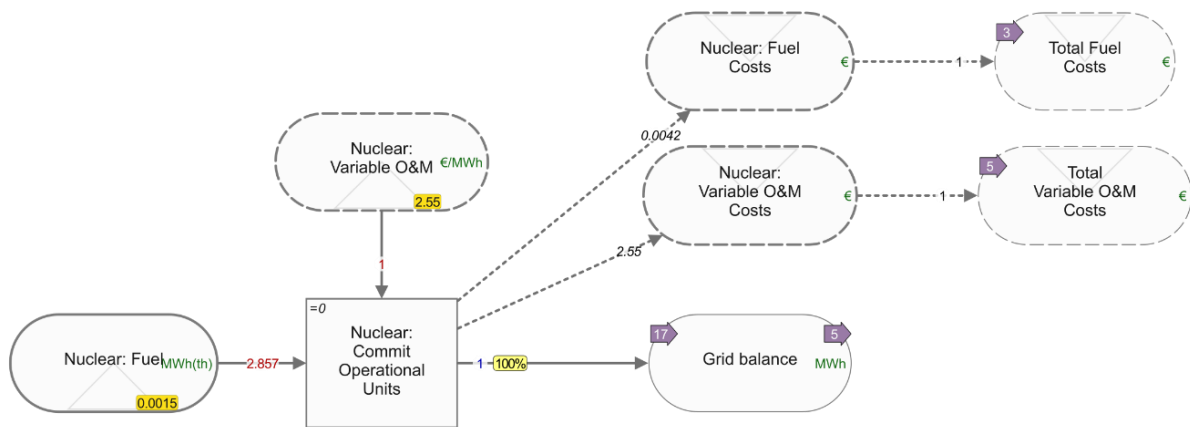 3
Nuclear: Fuel
Costs
€
1
Total Fuel
Costs
€
0.0042
Nuclear:
Variable O&M
€/MWh
2.55
Nuclear:
Variable O&M
Costs
€
1
5
Total
Variable O&M
Costs
€
2.55
1
=0
Nuclear:
Commit
Operational
Units
Nuclear: Fuel
MWh(th)
0.0015
2.857
1
100%
17
5
Grid balance
MWh